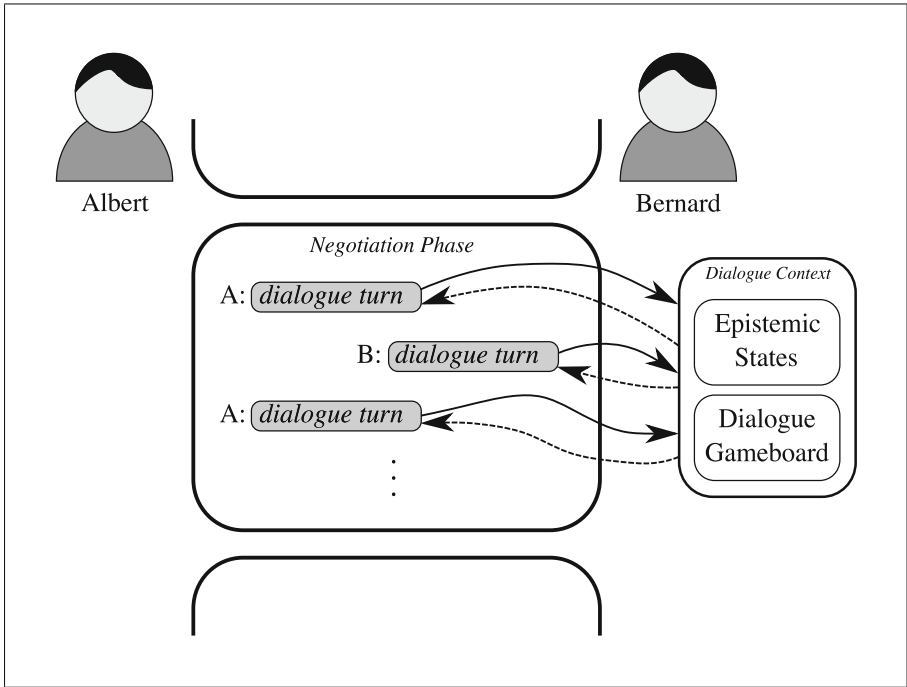 Albert
Bernard
Negotiation Phase
Dialogue Context
A: dialogue turn
Epistemic
States
B: dialogue turn
A: dialogue turn
Dialogue
Gameboard